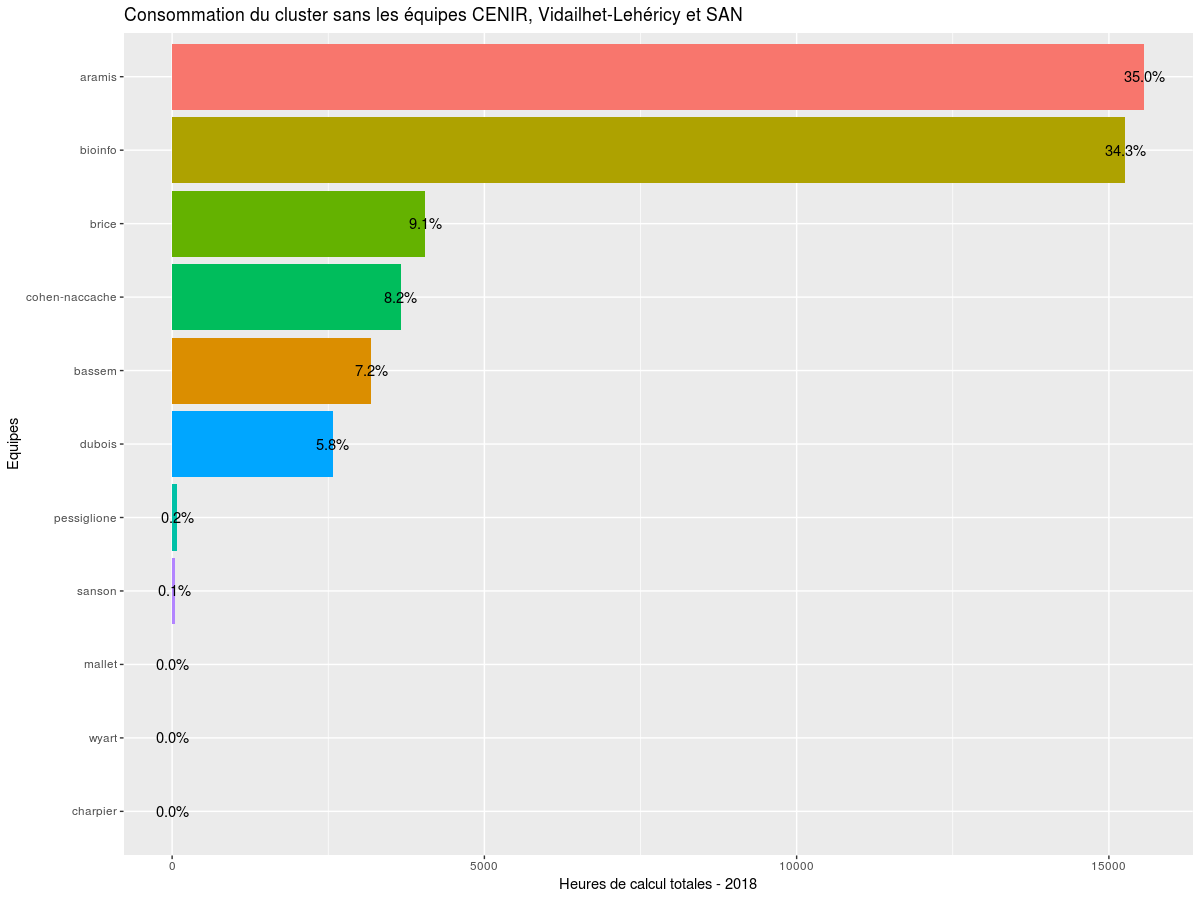 Consommation du cluster sans les équipes CENIR, Vidailhet-Lehéricy et SAN
aramis
35.0%
bioinfo
34.3%
brice
9.1%
cohen-naccache
8.2%
bassem
7.2%
dubois
5.8%
pessiglione
0.2%
sanson
0.1%
mallet
0.0%
wyart
0.0%
charpier
0.0%
Equipes
0
5000
10000
15000
Heures de calcul totales - 2018